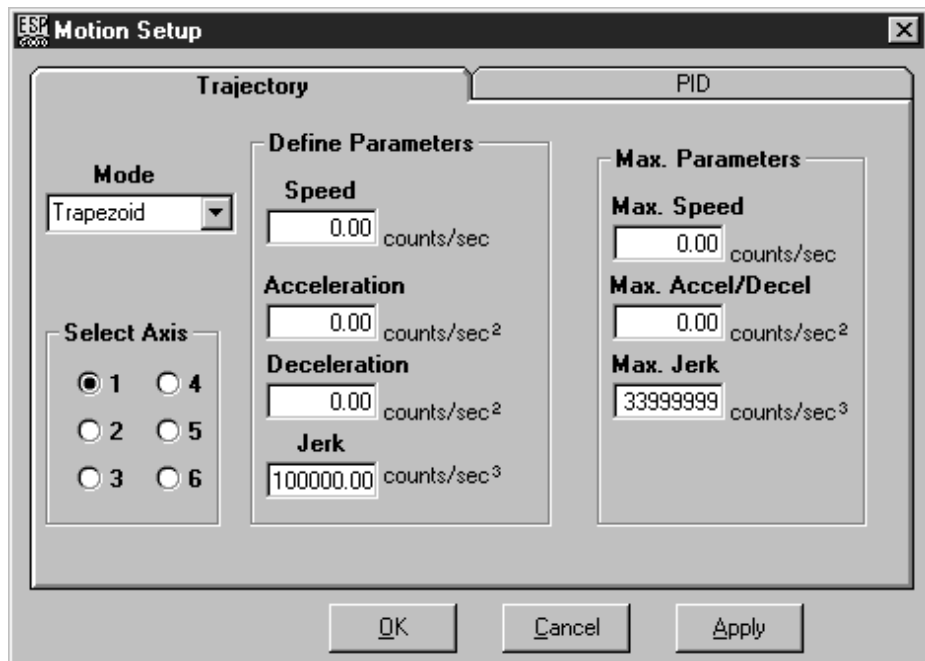 ESP 6000 Motion Setup
Trajectory
PID
Mode
Trapezoid
Select Axis
1 4
2 5
3 6
Define Parameters
Speed
0.00 counts/sec
Acceleration
0.00 counts/sec²
Deceleration
0.00 counts/sec²
Jerk
100000.00 counts/sec³
Max. Parameters
Max. Speed
0.00 counts/sec
Max. Accel/Decel
0.00 counts/sec²
Max. Jerk
33999999 counts/sec³
OK
Cancel
Apply